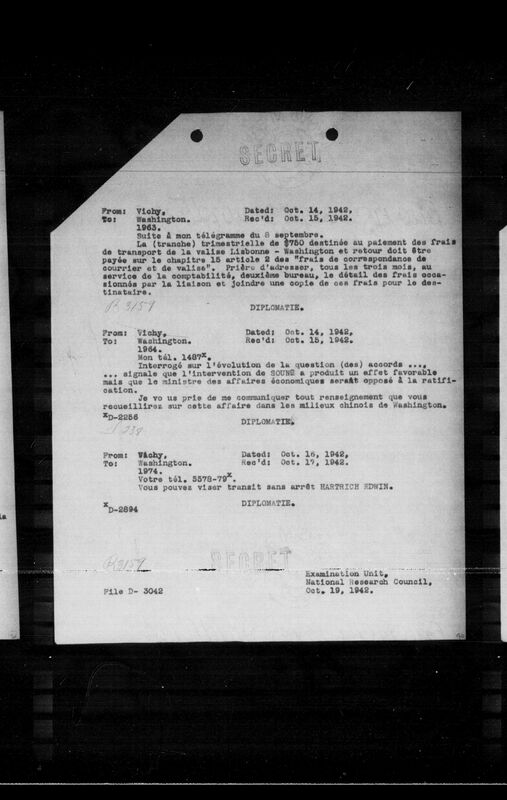 SECRET
From: Vichy, Dated: Oct. 14, 1942.
To: Washington. Rec'd: Oct. 15, 1942.
1963.
Suite à mon télégramme du 8 septembre.
La (tranche) trimestrielle de $750 destinée au paiement des frais
de transport de la valise Lisbonne - Washington et retour doit être
payée sur le chapitre 15 article 2 des "frais de correspondance de
courrier et de valise". Prière d'adresser, tous les trois mois, au
service de la comptabilité, deuxième bureau, le détail des frais occa-
sionnés par la liaison et joindre une copie de ces frais pour le des-
tinataire.
R 3159
DIPLOMATIE.
From: Vichy, Dated: Oct. 14, 1942,
To: Washington. Rec'd: Oct. 15, 1942.
1964.
Mon tél. 1487x.
Interrogé sur l'évolution de la question (des) accords ...,
... signale que l'intervention de SOUNG a produit un effet favorable
mais que le ministre des affaires économiques serait opposé à la ratifi-
cation.
Je vo us prie de me communiquer tout renseignement que vous
recueillirez sur cette affaire dans les milieux chinois de Washington.
xD-2256
DIPLOMATIE.
From: Vichy, Dated: Oct. 16, 1942.
To: Washington. Rec'd: Oct. 17, 1942.
1974.
Votre tél. 3578-79x.
Vous pouvez viser transit sans arrêt HARTRICH EDWIN.
xD-2894
DIPLOMATIE.
R3159
SECRET
Examination Unit,
National Research Council,
File D- 3042 Oct. 19, 1942.